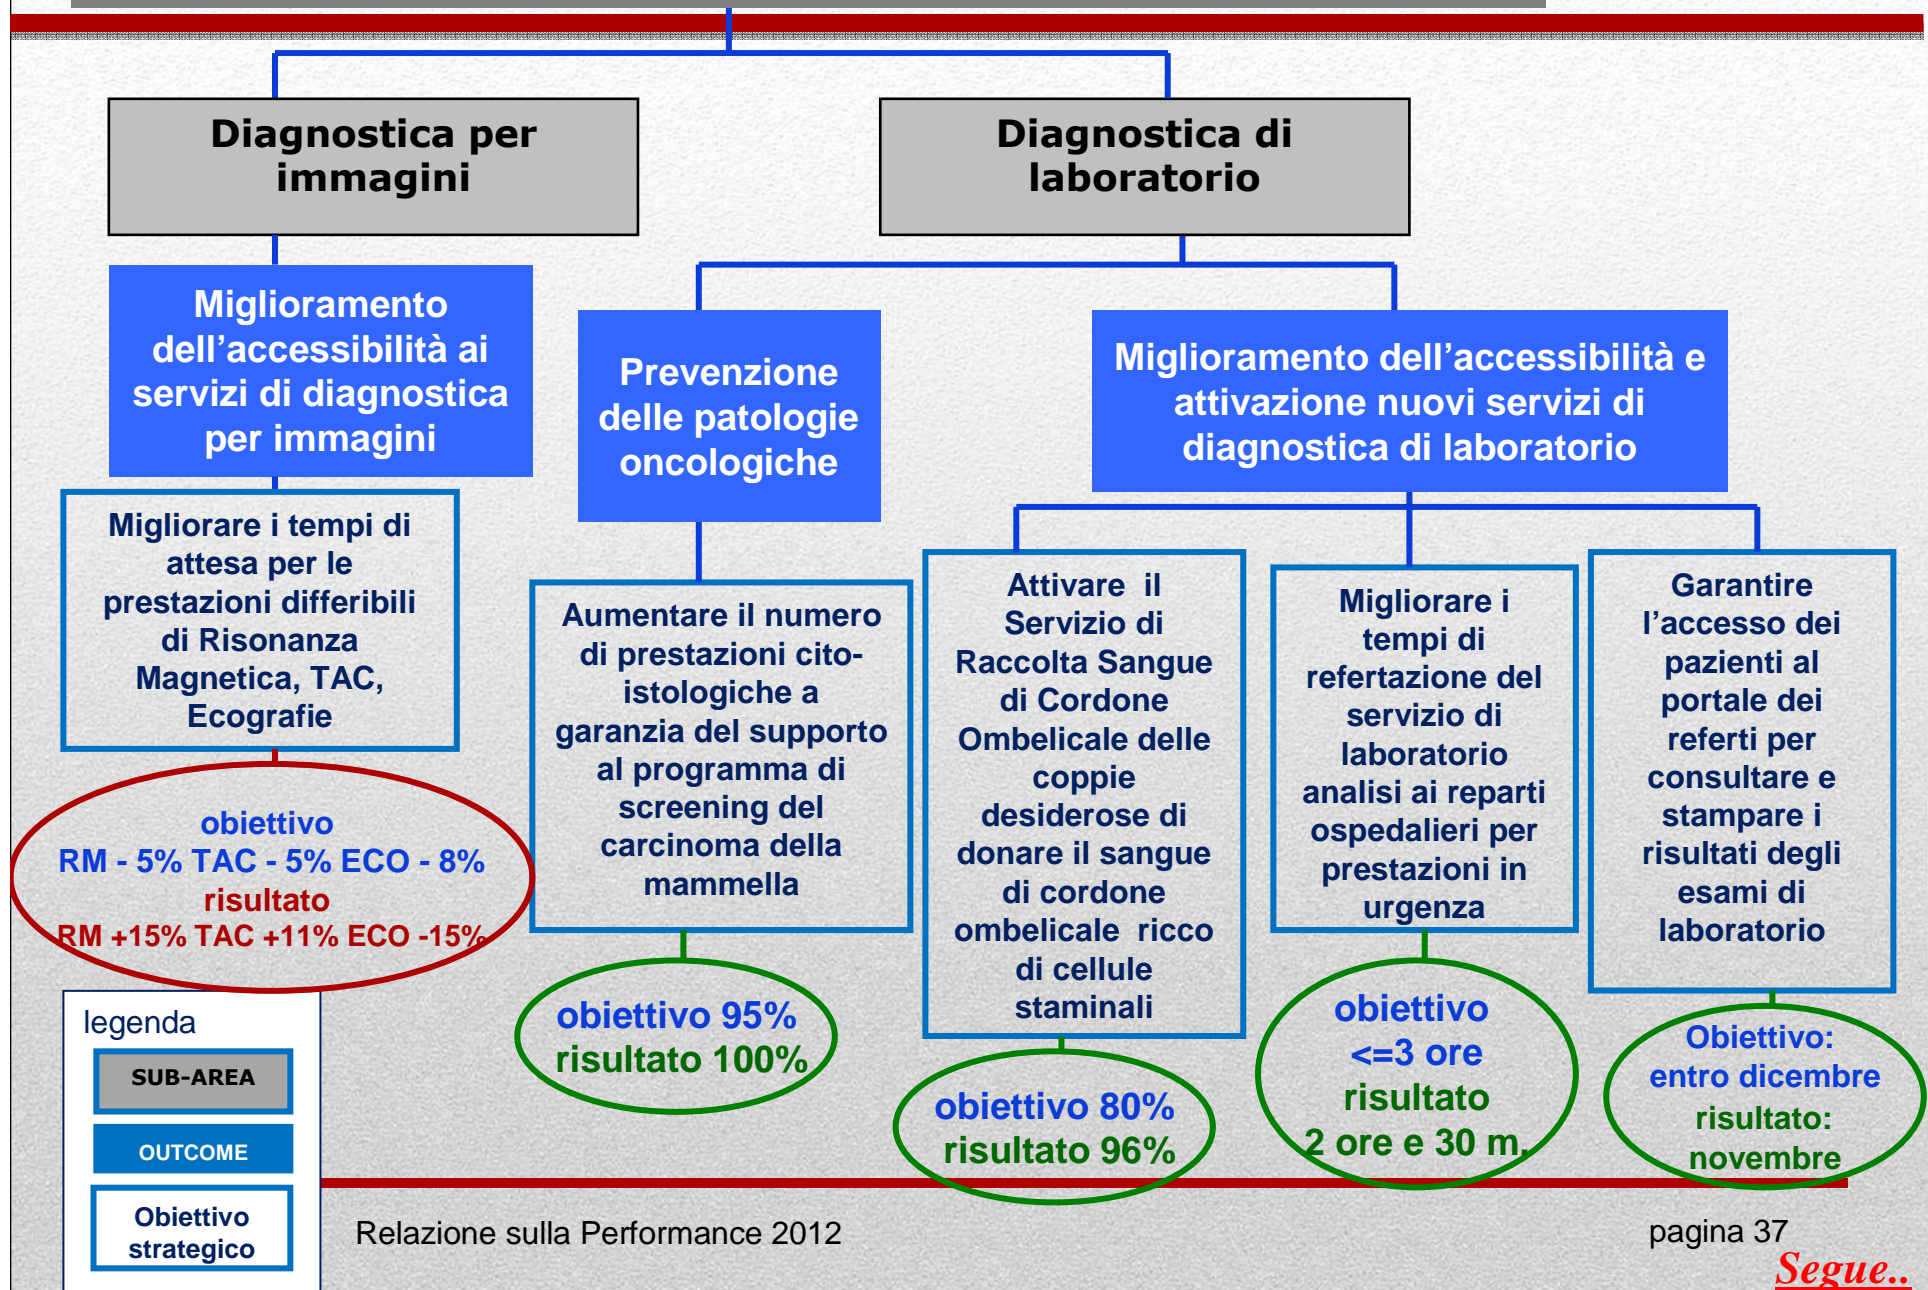 Diagnostica per
immagini
Diagnostica di
laboratorio
Miglioramento
dell'accessibilità ai
servizi di diagnostica
per immagini
Prevenzione
delle patologie
oncologiche
Miglioramento dell'accessibilità e
attivazione nuovi servizi di
diagnostica di laboratorio
Migliorare i tempi di
attesa per le
prestazioni differibili
di Risonanza
Magnetica, TAC,
Ecografie
Aumentare il numero
di prestazioni cito-
istologiche a
garanzia del supporto
al programma di
screening del
carcinoma della
mammella
Attivare il
Servizio di
Raccolta Sangue
di Cordone
Ombelicale delle
coppie
desiderose di
donare il sangue
di cordone
ombelicale ricco
di cellule
staminali
Migliorare i
tempi di
refertazione del
servizio di
laboratorio
analisi ai reparti
ospedalieri per
prestazioni in
urgenza
Garantire
l'accesso dei
pazienti al
portale dei
referti per
consultare e
stampare i
risultati degli
esami di
laboratorio
obiettivo
RM - 5% TAC - 5% ECO - 8%
risultato
RM +15% TAC +11% ECO -15%
obiettivo 95%
risultato 100%
obiettivo 80%
risultato 96%
obiettivo
<=3 ore
risultato
2 ore e 30 m.
Obiettivo:
entro dicembre
risultato:
novembre
legenda
SUB-AREA
OUTCOME
Obiettivo
strategico
Relazione sulla Performance 2012
pagina 37
Segue..